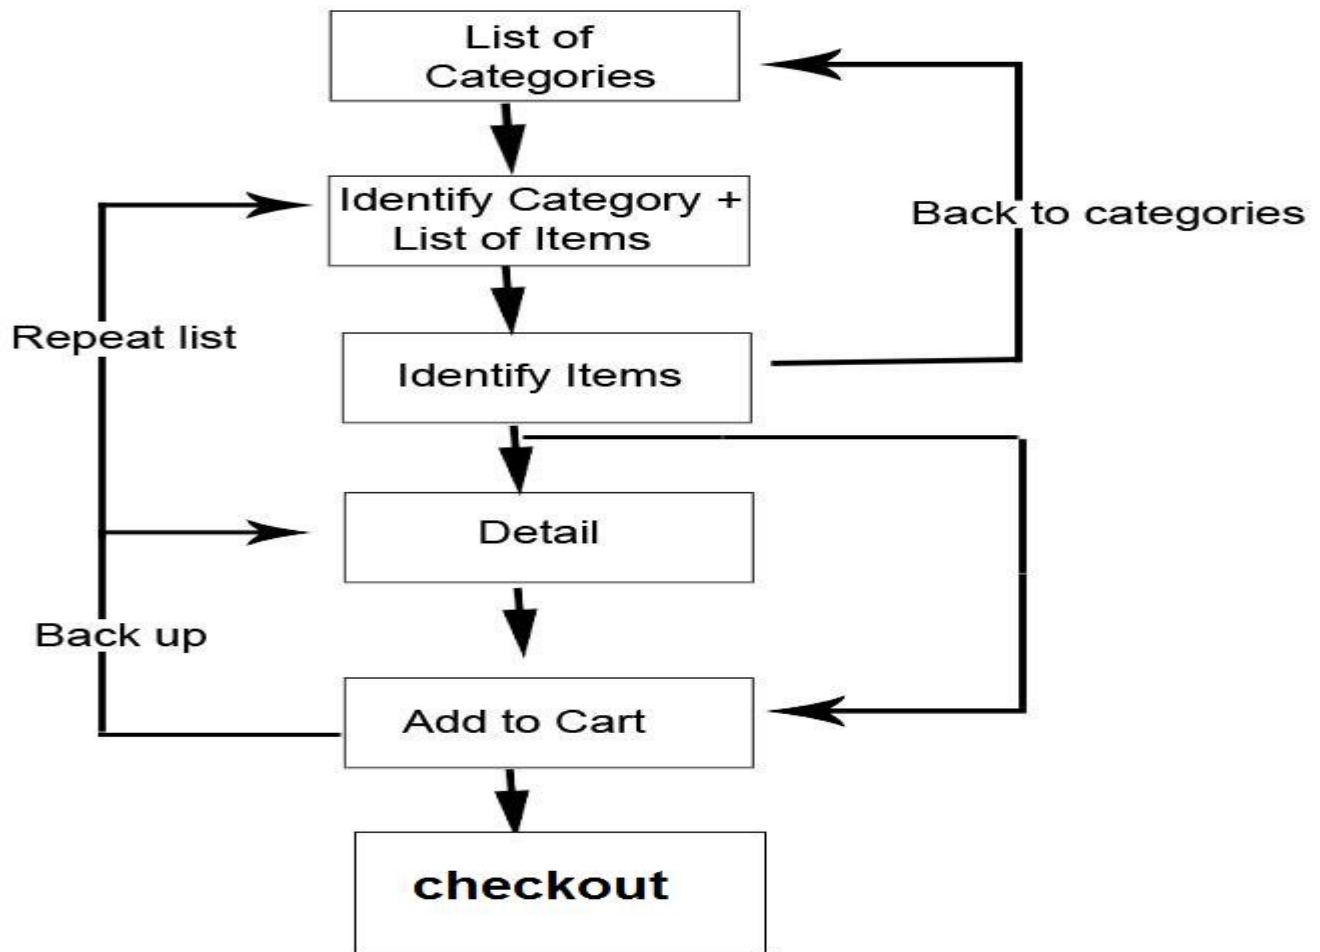 List of
Categories
Identify Category +
List of Items
Back to categories
Repeat list
Identify Items
Detail
Back up
Add to Cart
checkout